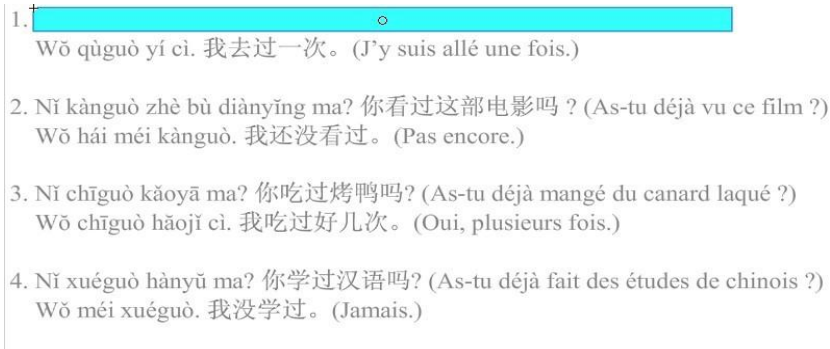 1.
Wǒ qùguò yí cì. 我去过一次。(J’y suis allé une fois.)
2. Nǐ kànguò zhè bù diànyǐng ma? 你看过这部电影吗 ? (As-tu déjà vu ce film ?)
Wǒ hái méi kànguò. 我还没看过。(Pas encore.)
3. Nǐ chīguò kǎoyā ma? 你吃过烤鸭吗? (As-tu déjà mangé du canard laqué ?)
Wǒ chīguò hǎojǐ cì. 我吃过好几次。(Oui, plusieurs fois.)
4. Nǐ xuéguò hànyǔ ma? 你学过汉语吗? (As-tu déjà fait des études de chinois ?)
Wǒ méi xuéguò. 我没学过。(Jamais.)